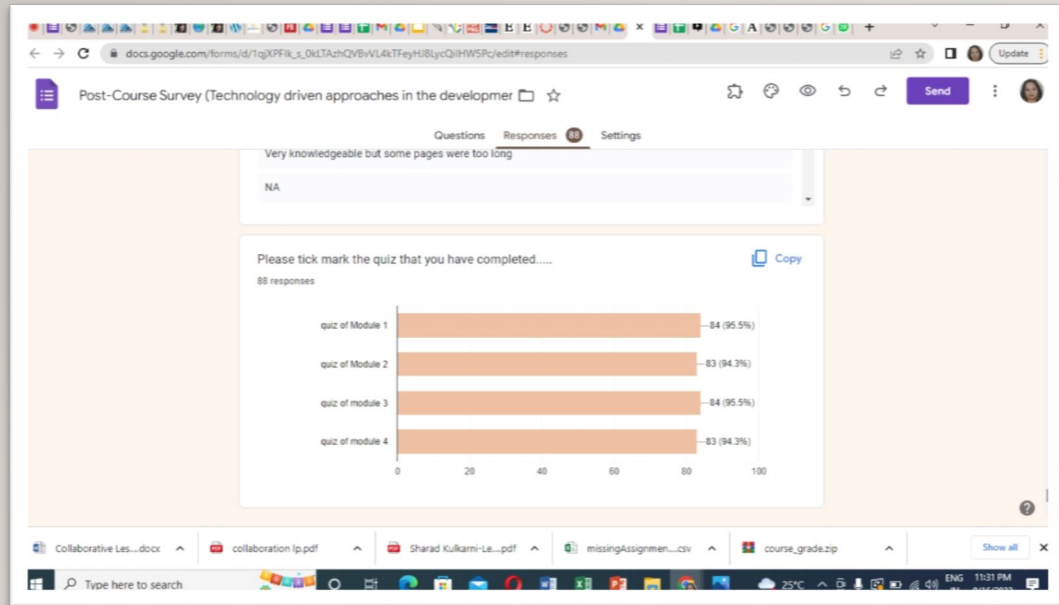 docs.google.com/forms/d/1qjXPFlk_s_0kLTAzhQVBvVL4kTFeyHJ8LycQiIHW5Pc/edit#responses
Update
Post-Course Survey (Technology driven approaches in the developmer
Send
Questions Responses 88 Settings
Very knowledgeable but some pages were too long
NA
Please tick mark the quiz that you have completed.....
Copy
88 responses
quiz of Module 1
84 (95.5%)
quiz of Module 2
83 (94.3%)
quiz of module 3
84 (95.5%)
quiz of module 4
83 (94.3%)
0 20 40 60 80 100
Collaborative Les....docx
collaboration lp.pdf
Sharad Kulkarni-Le....pdf
missingAssignmen....csv
course_grade.zip
Show all
Type here to search
25°C
ENG
11:31 PM